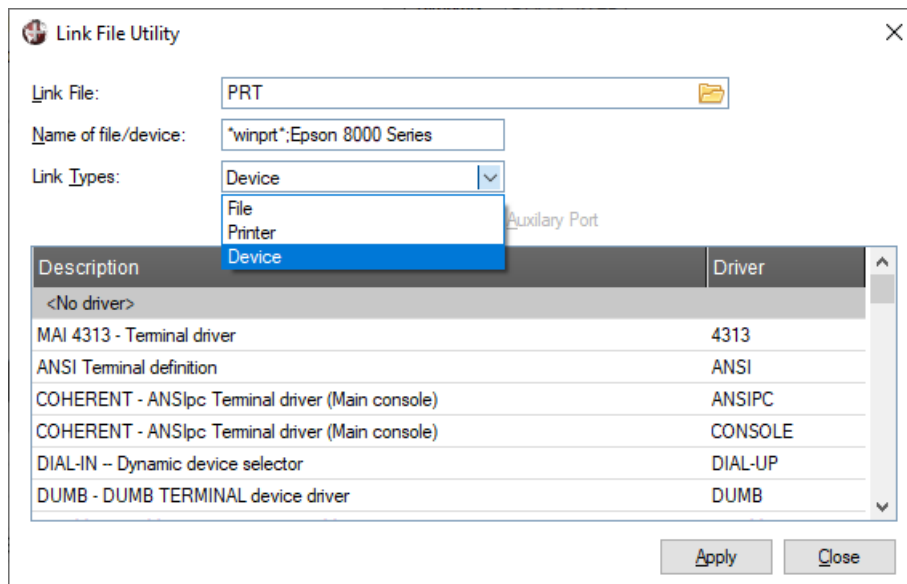 Link File Utility
Link File: PRT
Name of file/device: *winprt*;Epson 8000 Series
Link Types: Device
File
Printer
Auxilary Port
Device
Description Driver
<No driver>
MAI 4313 - Terminal driver 4313
ANSI Terminal definition ANSI
COHERENT - ANSIpc Terminal driver (Main console) ANSIPC
COHERENT - ANSIpc Terminal driver (Main console) CONSOLE
DIAL-IN -- Dynamic device selector DIAL-UP
DUMB - DUMB TERMINAL device driver DUMB
Apply Close